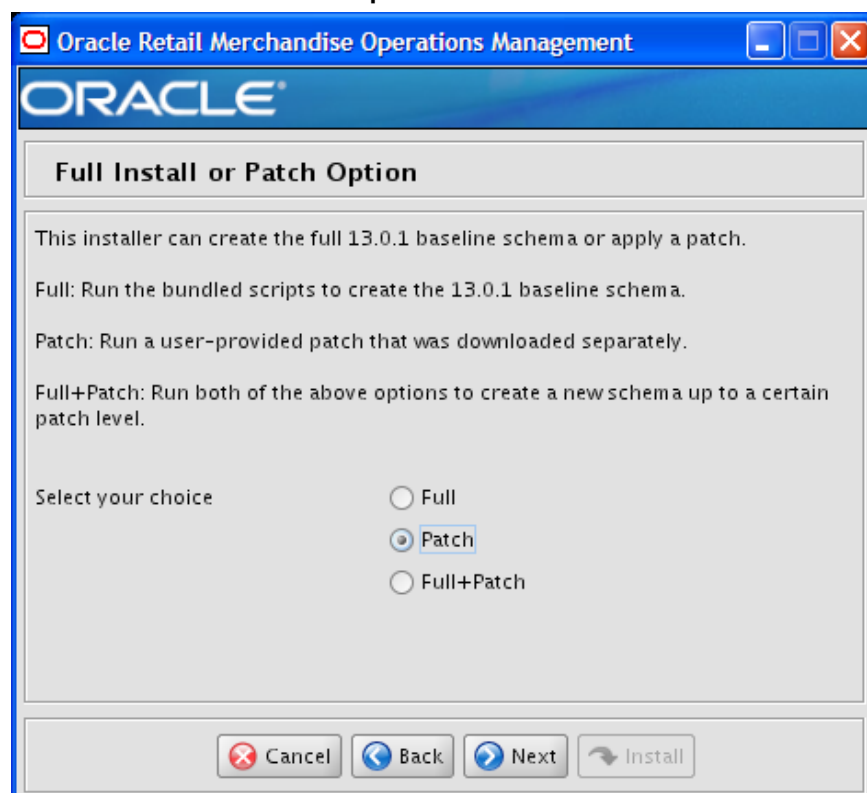 Oracle Retail Merchandise Operations Management
ORACLE®
Full Install or Patch Option
This installer can create the full 13.0.1 baseline schema or apply a patch.
Full: Run the bundled scripts to create the 13.0.1 baseline schema.
Patch: Run a user-provided patch that was downloaded separately.
Full+Patch: Run both of the above options to create a new schema up to a certain
patch level.
Select your choice
Full
Patch
Full+Patch
Cancel Back Next Install